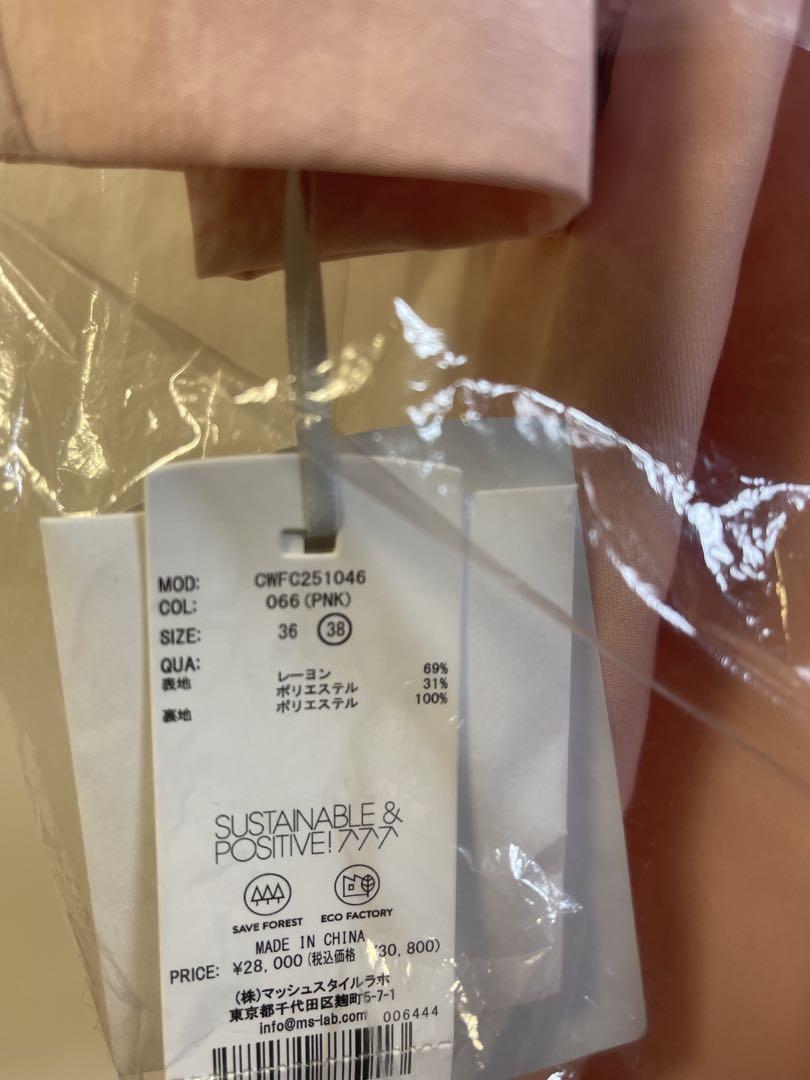 MOD: CWFC251046
COL: 066(PNK)
SIZE: 36 38
QUA:
表地 レーヨン 69%
ポリエステル 31%
裏地 ポリエステル 100%
SUSTAINABLE &
POSITIVE!
SAVE FOREST ECO FACTORY
MADE IN CHINA
PRICE: ¥28,000(税込価格 ¥30,800)
(株)マッシュスタイルラボ
東京都千代田区麹町5-7-1
info@ms-lab.com 006444